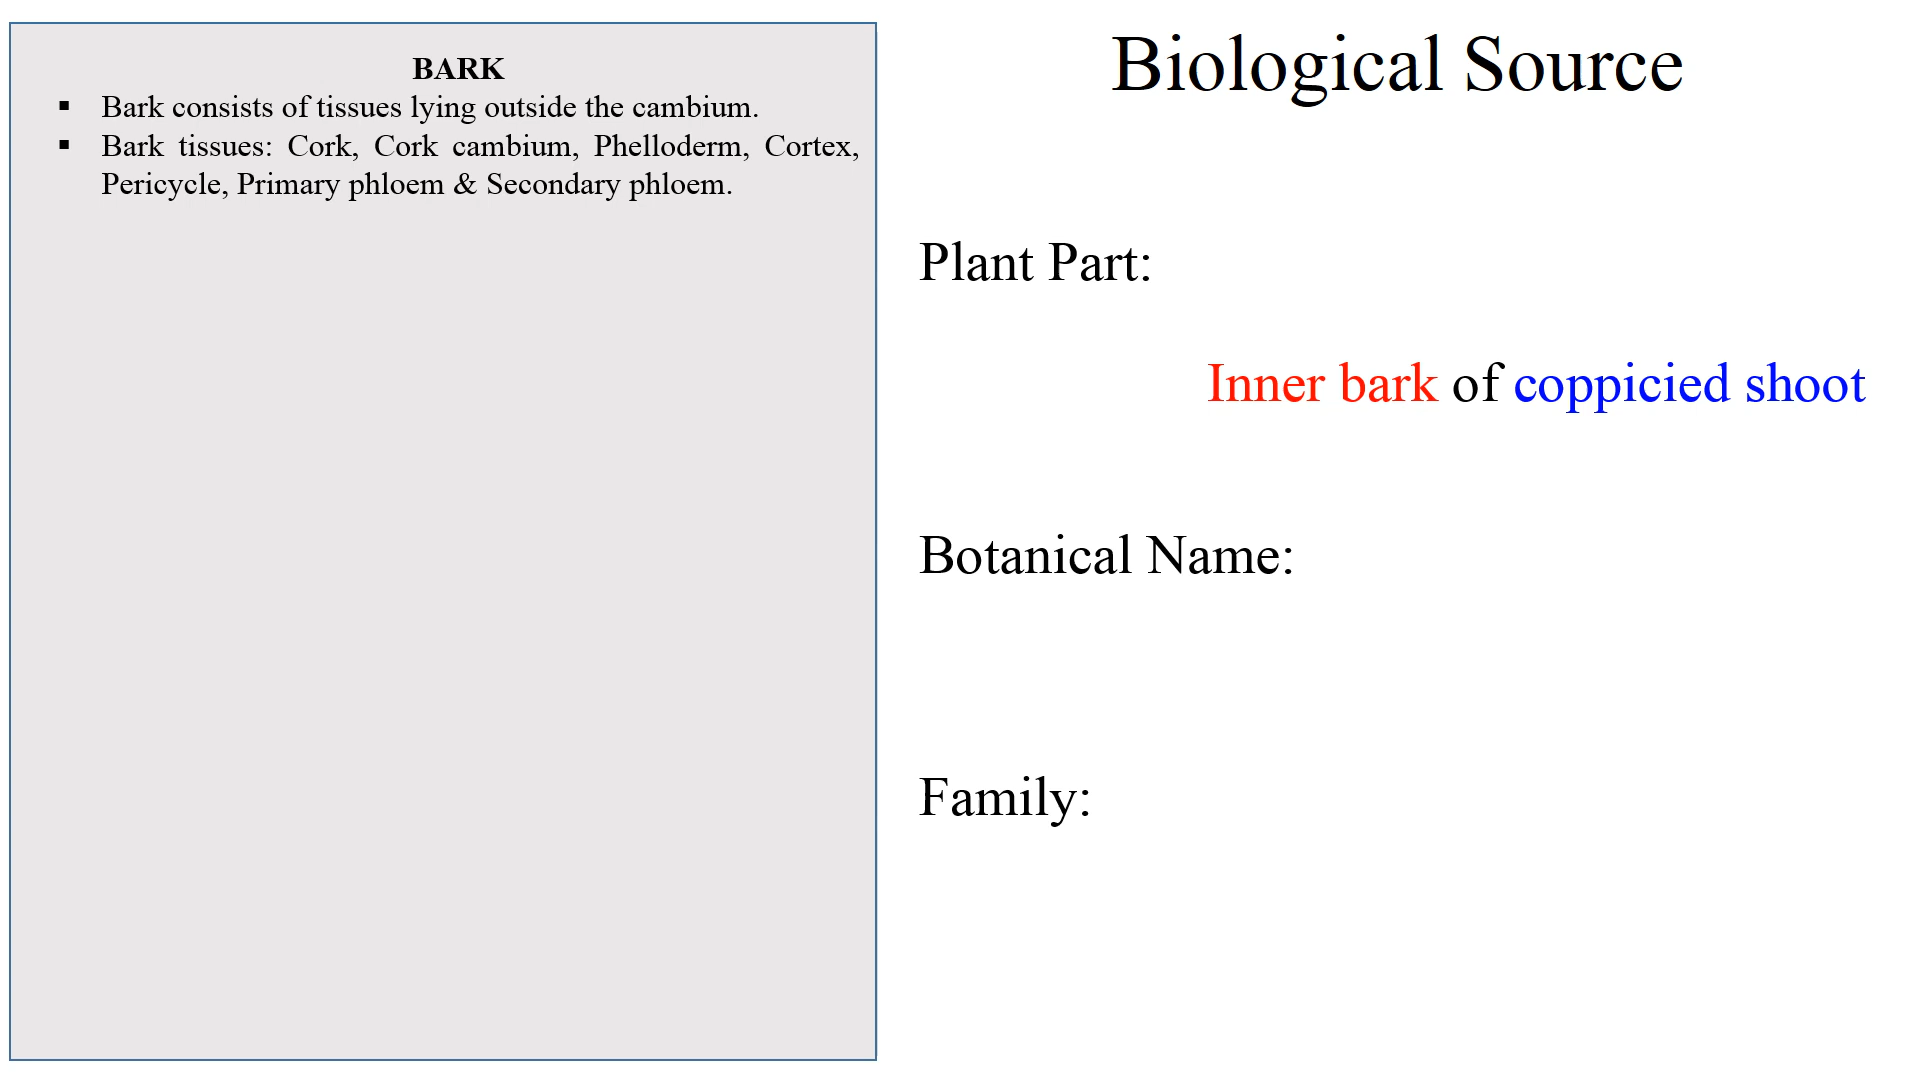 BARK
▪ Bark consists of tissues lying outside the cambium.
▪ Bark tissues: Cork, Cork cambium, Phelloderm, Cortex,
Pericycle, Primary phloem & Secondary phloem.
Biological Source
Plant Part:
Inner bark of coppicied shoot
Botanical Name:
Family: